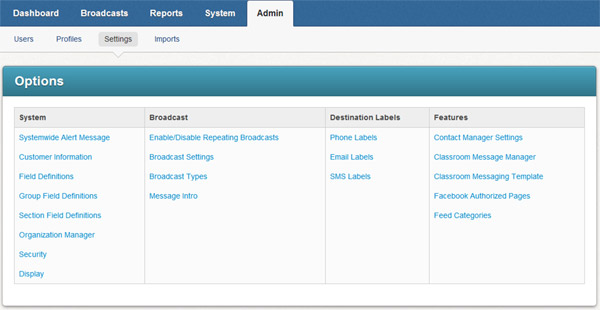 Dashboard Broadcasts Reports System Admin
Users Profiles Settings Imports
Options
System Broadcast Destination Labels Features
Systemwide Alert Message Enable/Disable Repeating Broadcasts Phone Labels Contact Manager Settings
Customer Information Broadcast Settings Email Labels Classroom Message Manager
Field Definitions Broadcast Types SMS Labels Classroom Messaging Template
Group Field Definitions Message Intro Facebook Authorized Pages
Section Field Definitions Feed Categories
Organization Manager
Security
Display